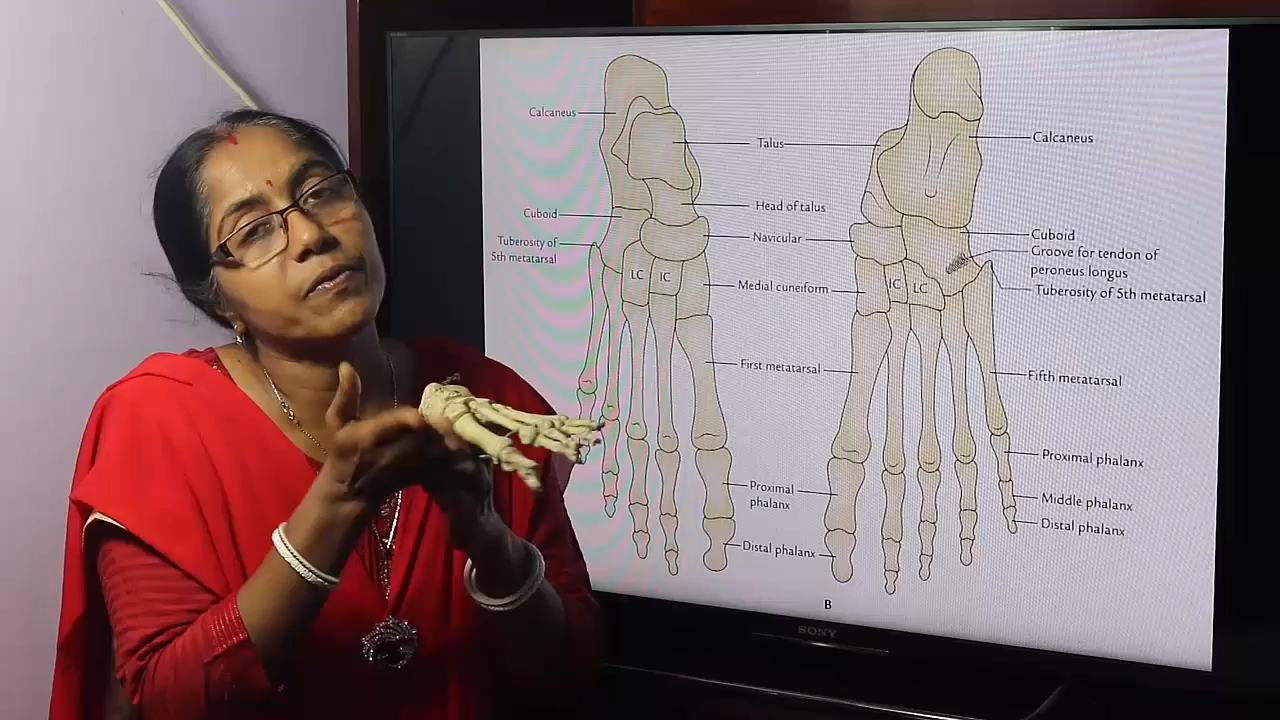 Calcaneus
Cuboid
Tuberosity of
5th metatarsal
LC
IC
Talus
Head of talus
Navicular
Medial cuneiform
First metatarsal
Proximal
phalanx
Distal phalanx
IC
LC
Calcaneus
Cuboid
Groove for tendon of
peroneus longus
Tuberosity of 5th metatarsal
Fifth metatarsal
Proximal phalanx
Middle phalanx
Distal phalanx
B
SONY